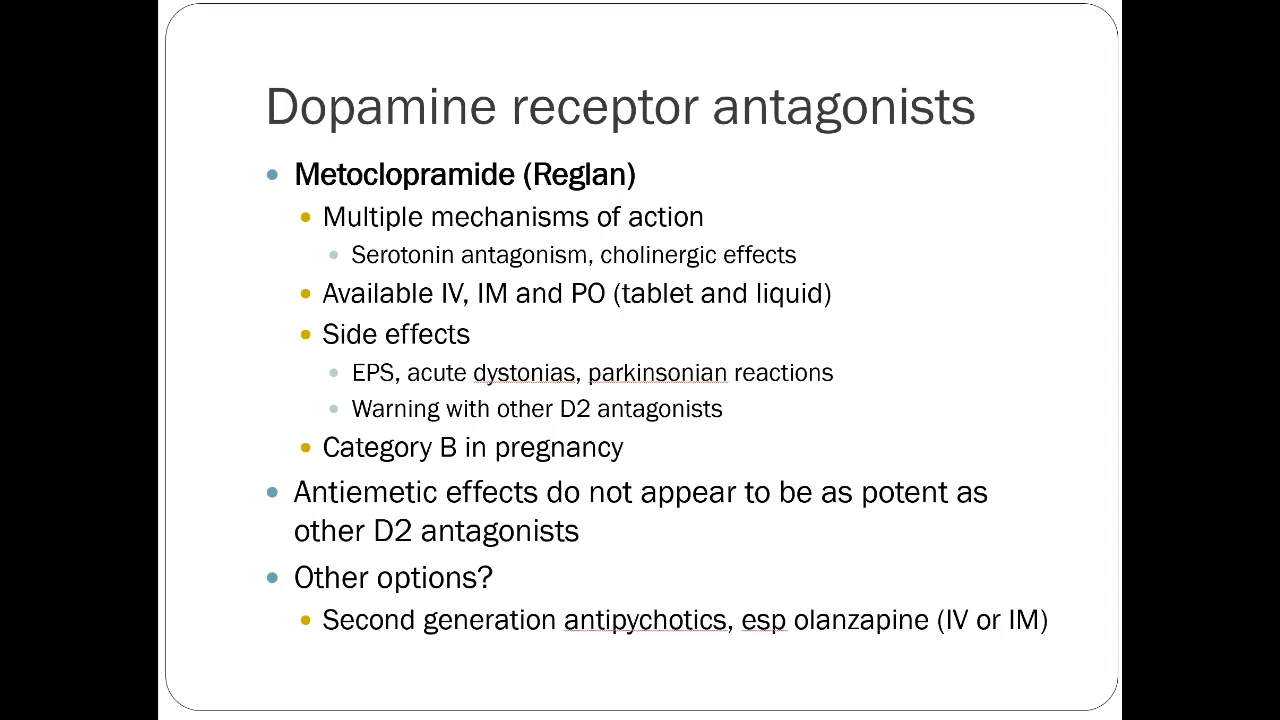 Dopamine receptor antagonists
Metoclopramide (Reglan)
Multiple mechanisms of action
Serotonin antagonism, cholinergic effects
Available IV, IM and PO (tablet and liquid)
Side effects
EPS, acute dystonias, parkinsonian reactions
Warning with other D2 antagonists
Category B in pregnancy
Antiemetic effects do not appear to be as potent as
other D2 antagonists
Other options?
Second generation antipychotics, esp olanzapine (IV or IM)